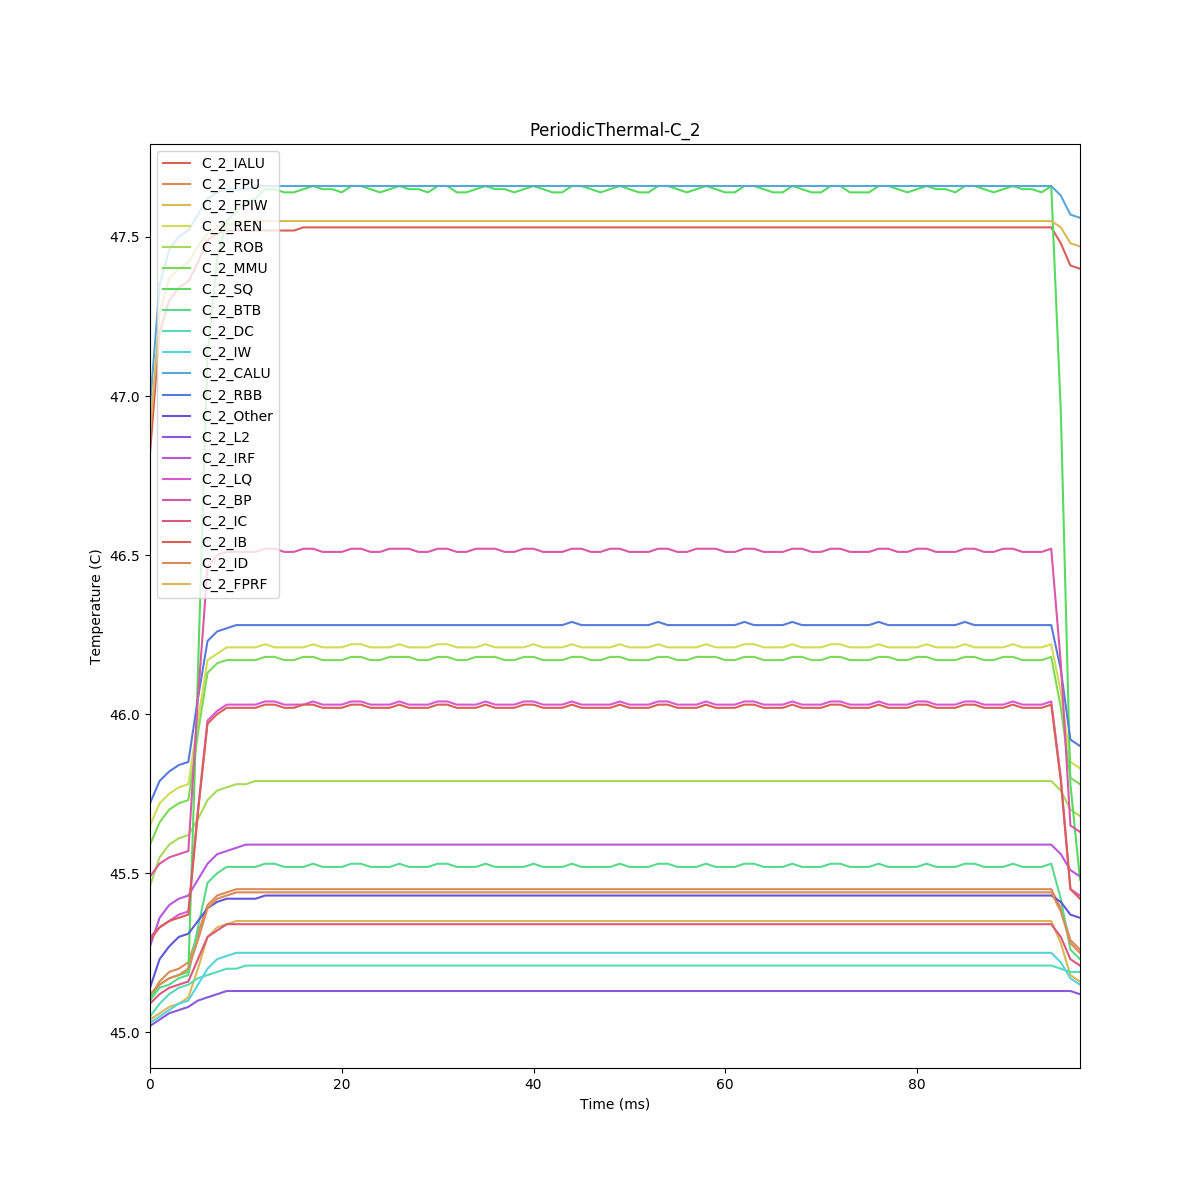 PeriodicThermal-C_2
C_2_IALU
C_2_FPU
C_2_FPIW
C_2_REN
C_2_ROB
C_2_MMU
C_2_SQ
C_2_BTB
C_2_DC
C_2_IW
C_2_CALU
C_2_RBB
C_2_Other
C_2_L2
C_2_IRF
C_2_LQ
C_2_BP
C_2_IC
C_2_IB
C_2_ID
C_2_FPRF
47.5
47.0
46.5
46.0
45.5
45.0
Temperature (C)
0 20 40 60 80
Time (ms)